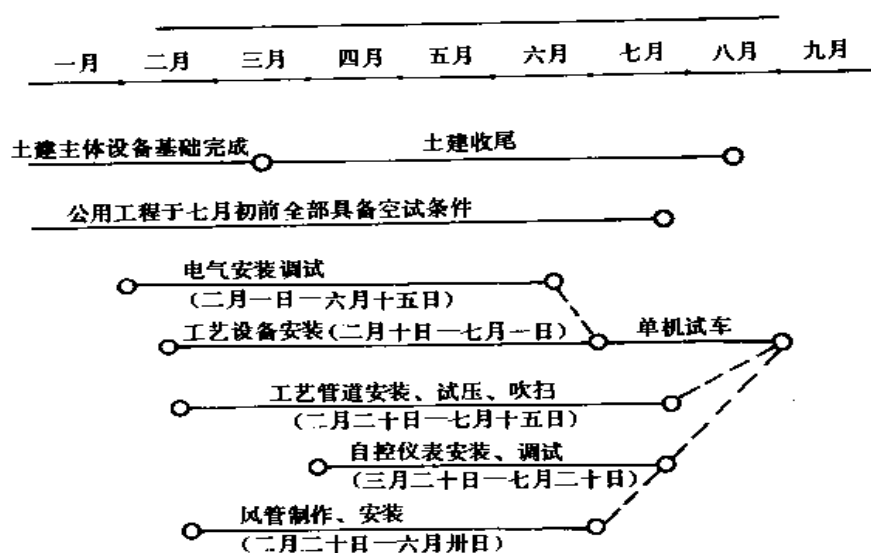 一月 二月 三月 四月 五月 六月 七月 八月 九月
土建主体设备基础完成 土建收尾
公用工程于七月初前全部具备空试条件
电气安装调试
(二月一日—六月十五日)
工艺设备安装(二月十日—七月一日) 单机试车
工艺管道安装、试压、吹扫
(二月二十日—七月十五日)
自控仪表安装、调试
(三月二十日—七月二十日)
风管制作、安装
(二月二十日—六月卅日)